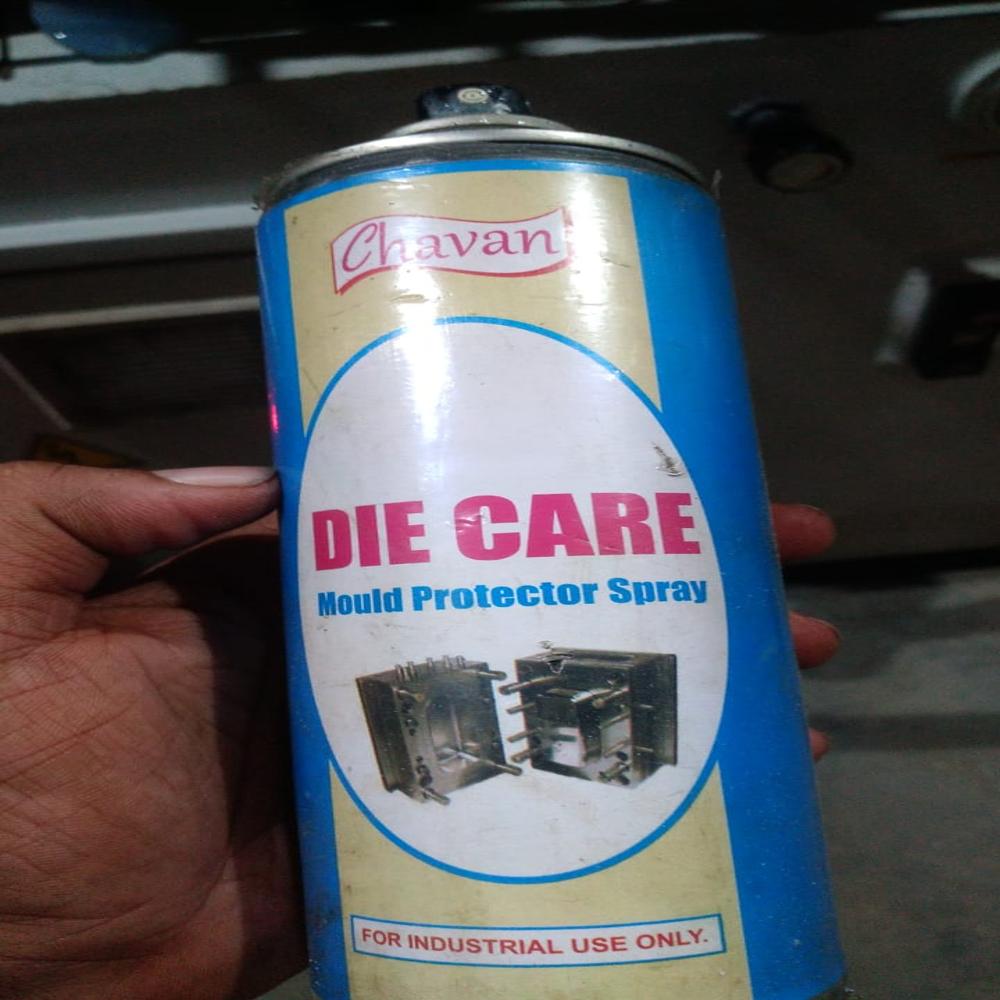 Chavan
DIE CARE
Mould Protector Spray
FOR INDUSTRIAL USE ONLY.